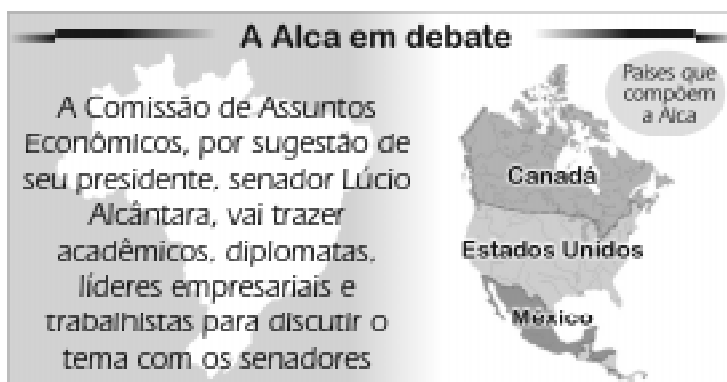 A Alca em debate
A Comissão de Assuntos
Econômicos, por sugestão de
seu presidente, senador Lúcio
Alcântara, vai trazer
acadêmicos, diplomatas,
líderes empresariais e
trabalhistas para discutir o
tema com os senadores
Países que
compõem
a Alca
Canadá
Estados Unidos
México